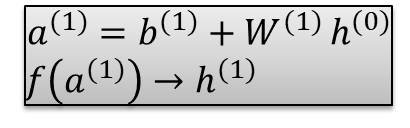 a^{(1)} = b^{(1)} + W^{(1)} h^{(0)}
f(a^{(1)}) → h^{(1)}